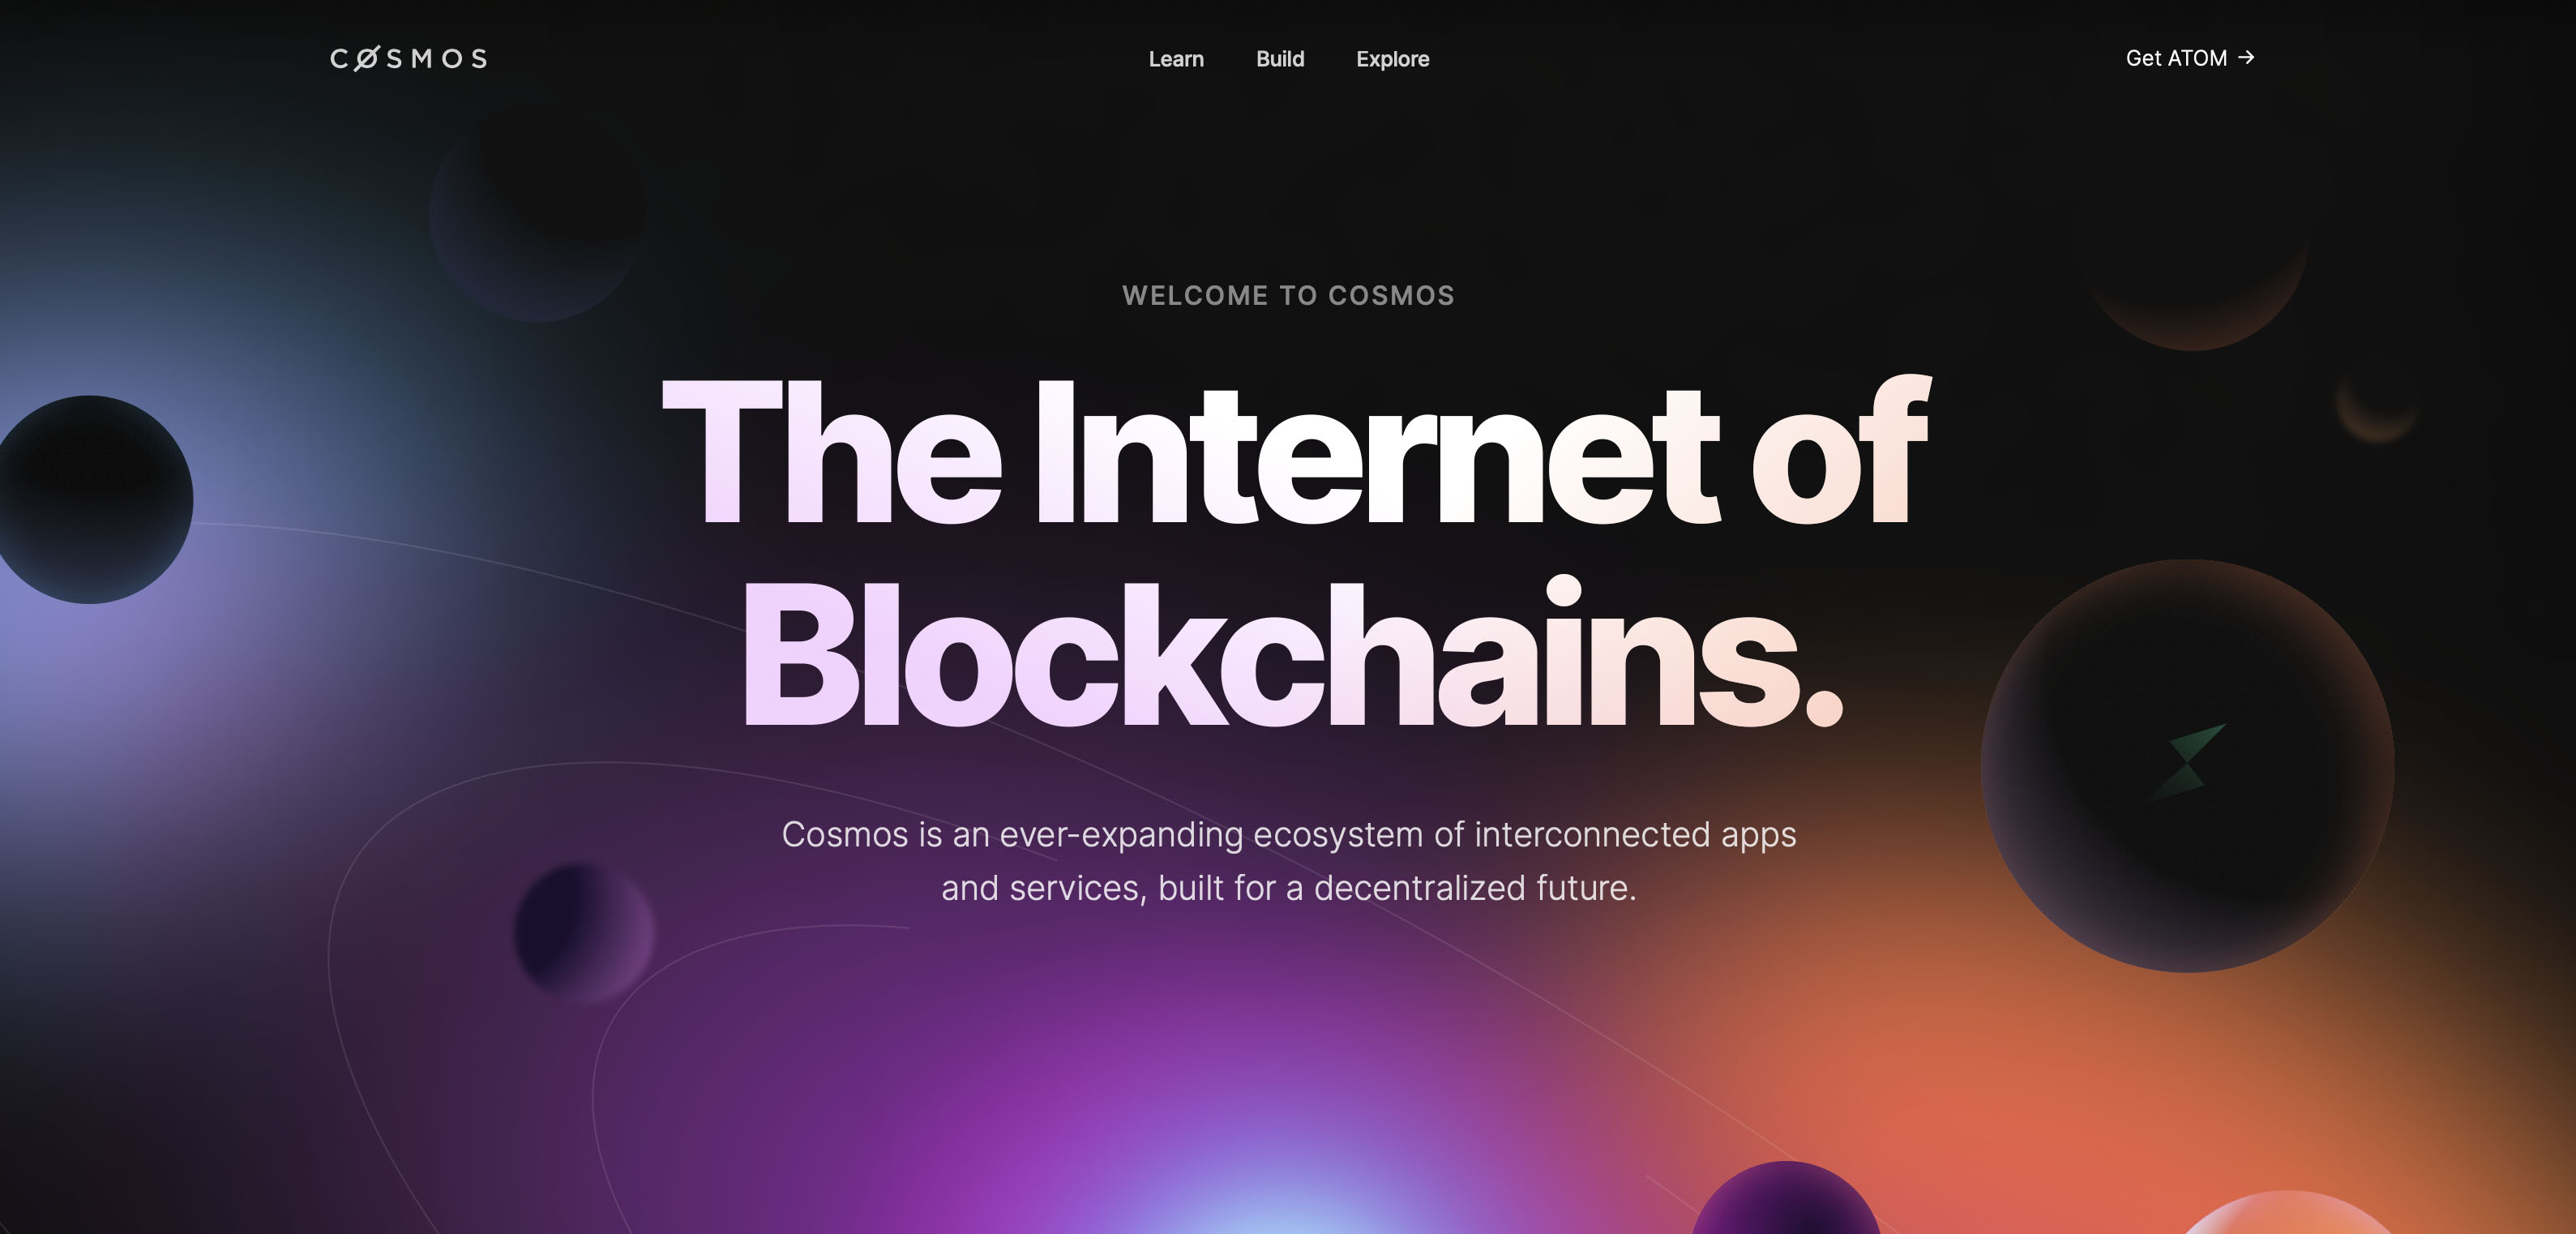 CØSMOS
Learn Build Explore
Get ATOM →
WELCOME TO COSMOS
The Internet of
Blockchains.
Cosmos is an ever-expanding ecosystem of interconnected apps
and services, built for a decentralized future.